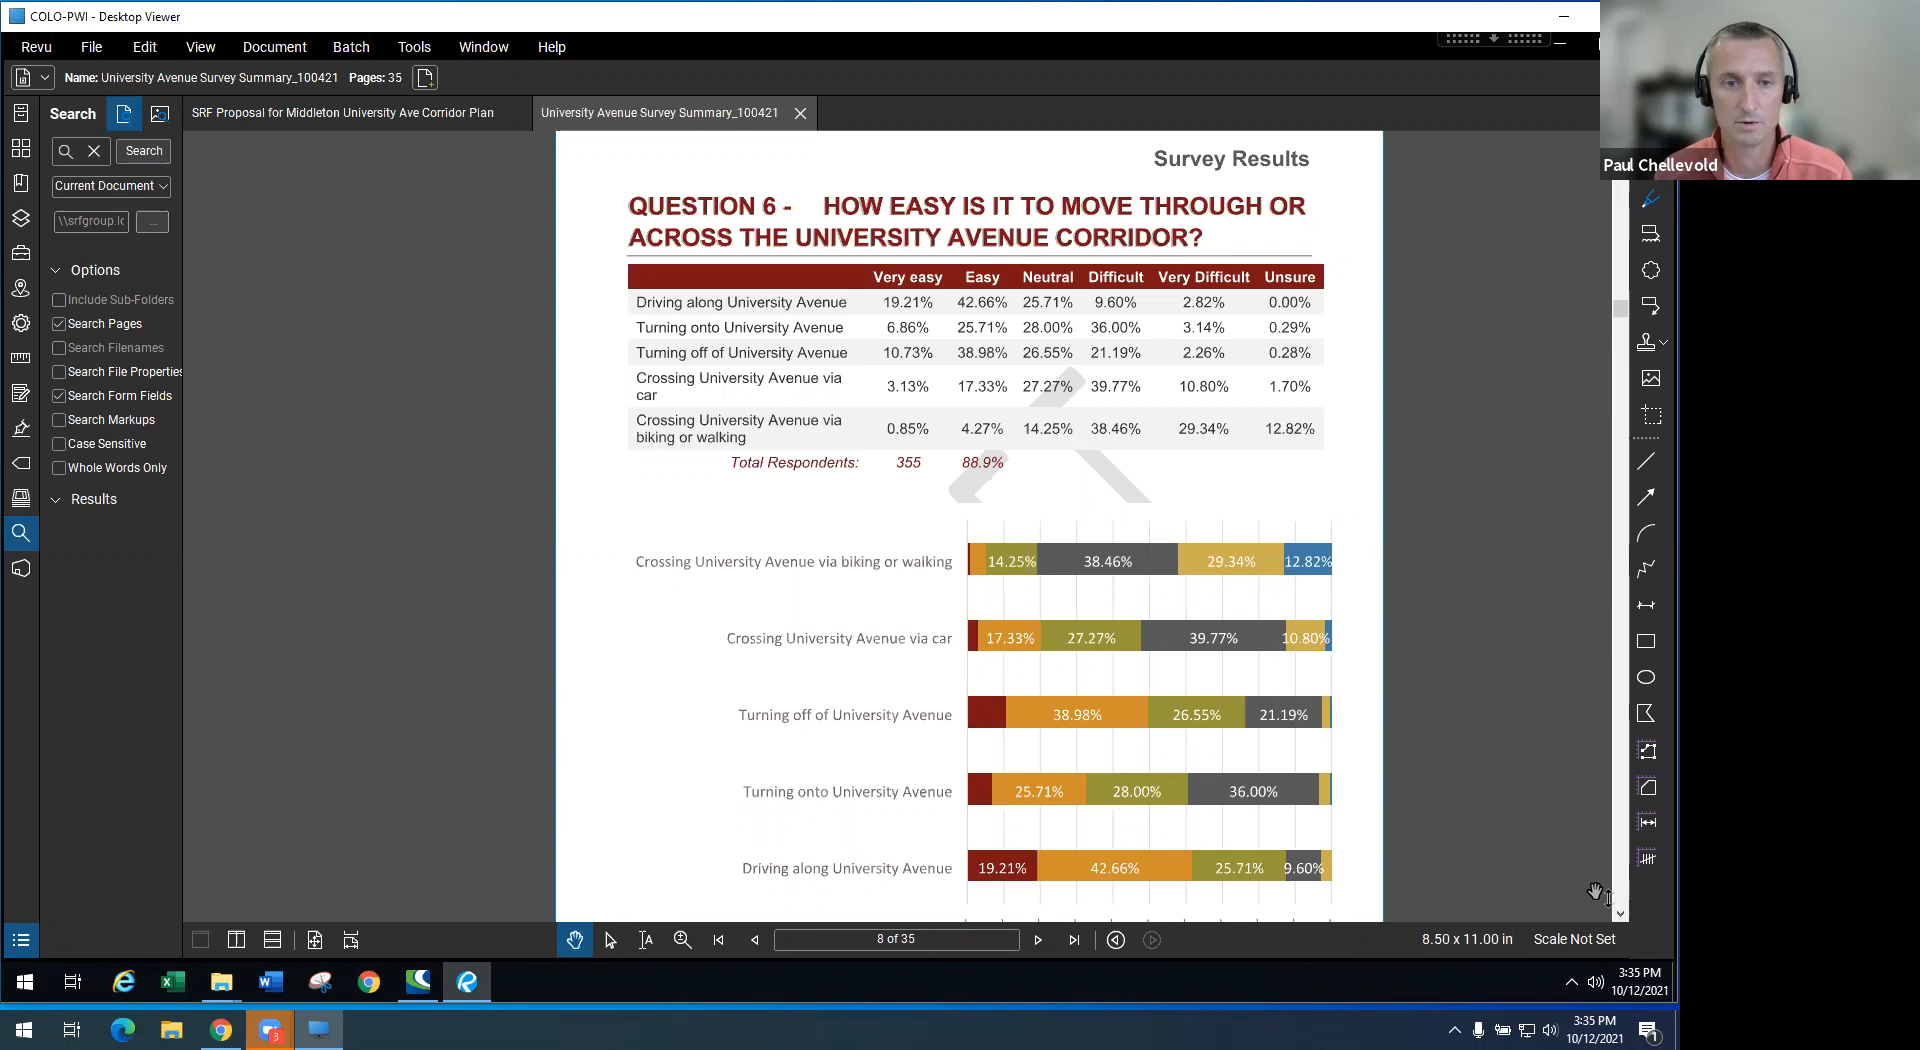 COLO-PWI - Desktop Viewer
Revu File Edit View Document Batch Tools Window Help
Name: University Avenue Survey Summary_100421 Pages: 35
Search
SRF Proposal for Middleton University Ave Corridor Plan
University Avenue Survey Summary_100421
Search
Current Document
\\srfgroup.lc
...
Options
Include Sub-Folders
Search Pages
Search Filenames
Search File Properties
Search Form Fields
Search Markups
Case Sensitive
Whole Words Only
Results
Paul Chellevold
Survey Results
QUESTION 6 - HOW EASY IS IT TO MOVE THROUGH OR
ACROSS THE UNIVERSITY AVENUE CORRIDOR?
Very easy Easy Neutral Difficult Very Difficult Unsure
Driving along University Avenue 19.21% 42.66% 25.71% 9.60% 2.82% 0.00%
Turning onto University Avenue 6.86% 25.71% 28.00% 36.00% 3.14% 0.29%
Turning off of University Avenue 10.73% 38.98% 26.55% 21.19% 2.26% 0.28%
Crossing University Avenue via
car 3.13% 17.33% 27.27% 39.77% 10.80% 1.70%
Crossing University Avenue via
biking or walking 0.85% 4.27% 14.25% 38.46% 29.34% 12.82%
Total Respondents: 355 88.9%
Crossing University Avenue via biking or walking 14.25% 38.46% 29.34% 12.82%
Crossing University Avenue via car 17.33% 27.27% 39.77% 10.80%
Turning off of University Avenue 38.98% 26.55% 21.19%
Turning onto University Avenue 25.71% 28.00% 36.00%
Driving along University Avenue 19.21% 42.66% 25.71% 9.60%
8 of 35
8.50 x 11.00 in Scale Not Set
3:35 PM
10/12/2021
3
3:35 PM
10/12/2021
1